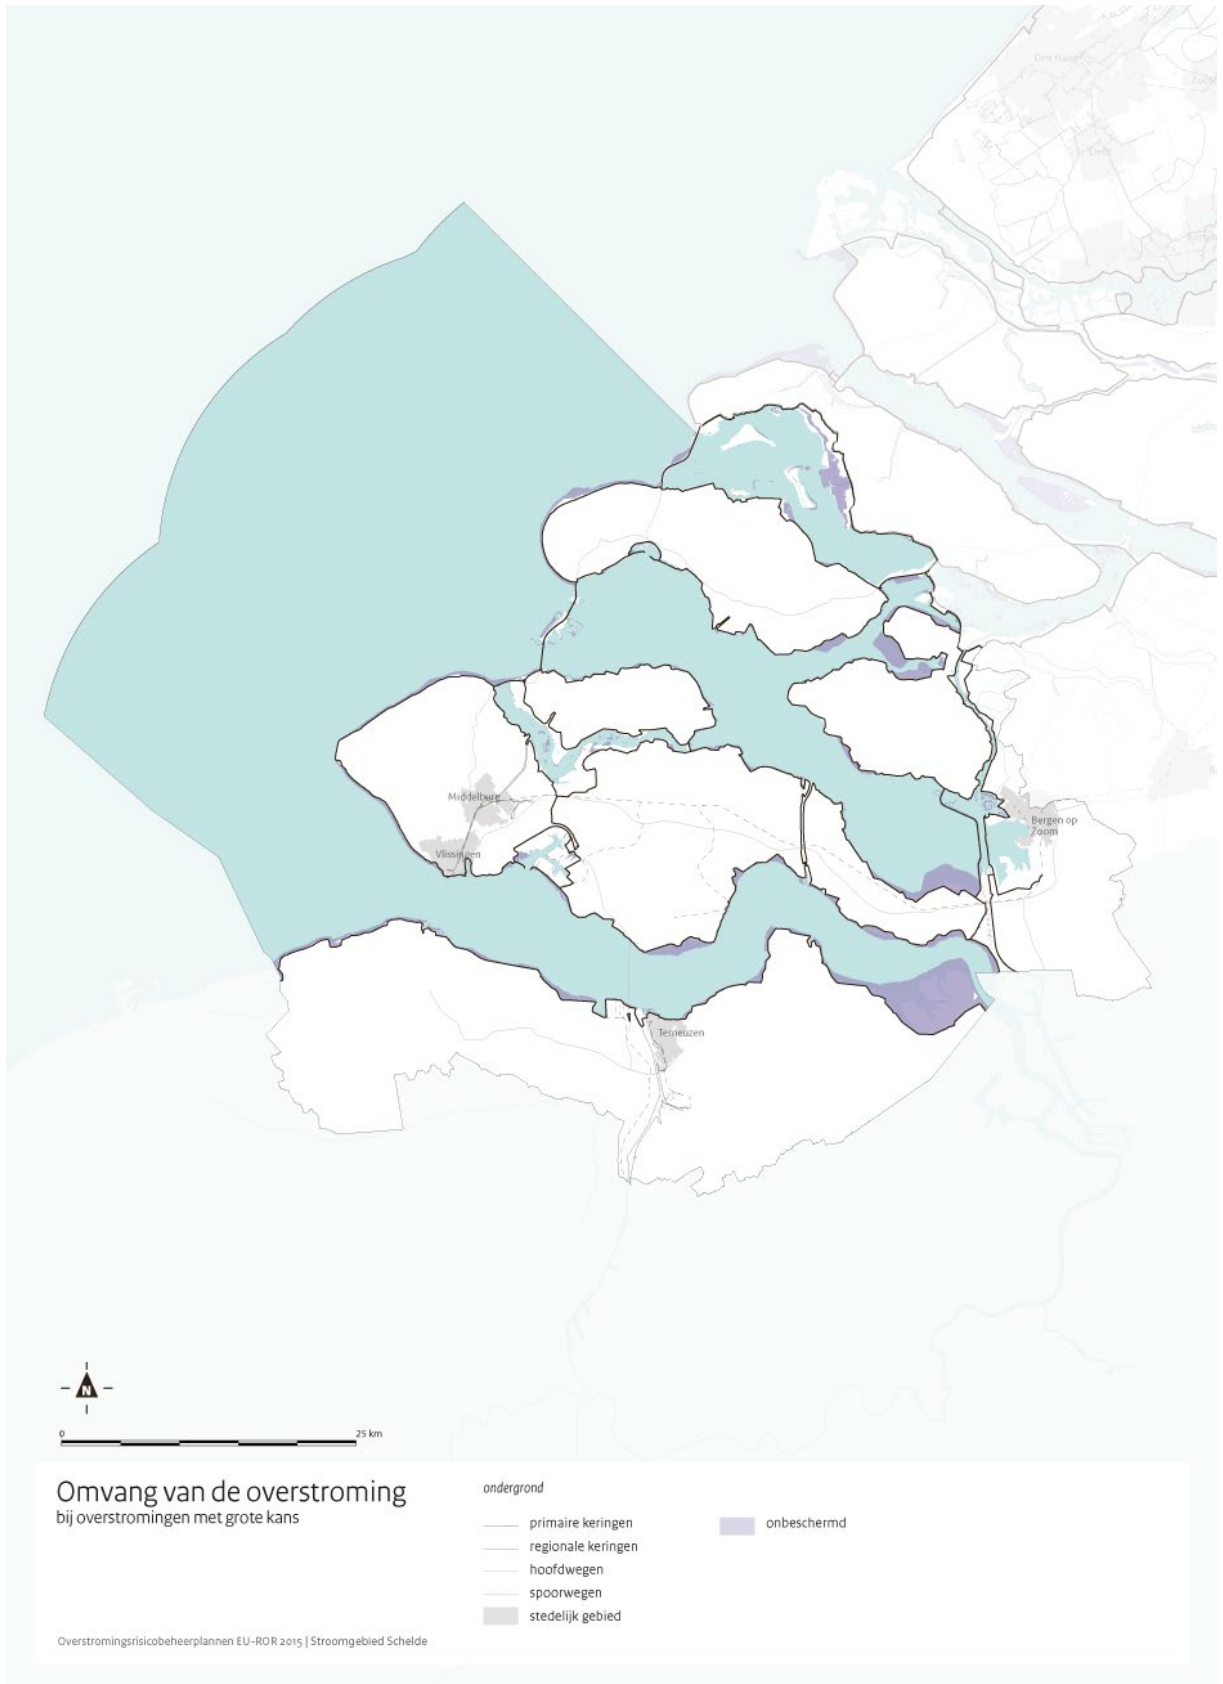 Den Haag
Delft
Middelburg
Vlissingen
Bergen op
Zoom
Terneuzen
N
0
25 km
Omvang van de overstroming
bij overstromingen met grote kans
ondergrond
primaire keringen
regionale keringen
hoofdwegen
spoorwegen
stedelijk gebied
onbeschermd
Overstromingsrisicobeheerplannen EU-ROR 2015 | Stroomgebied Schelde